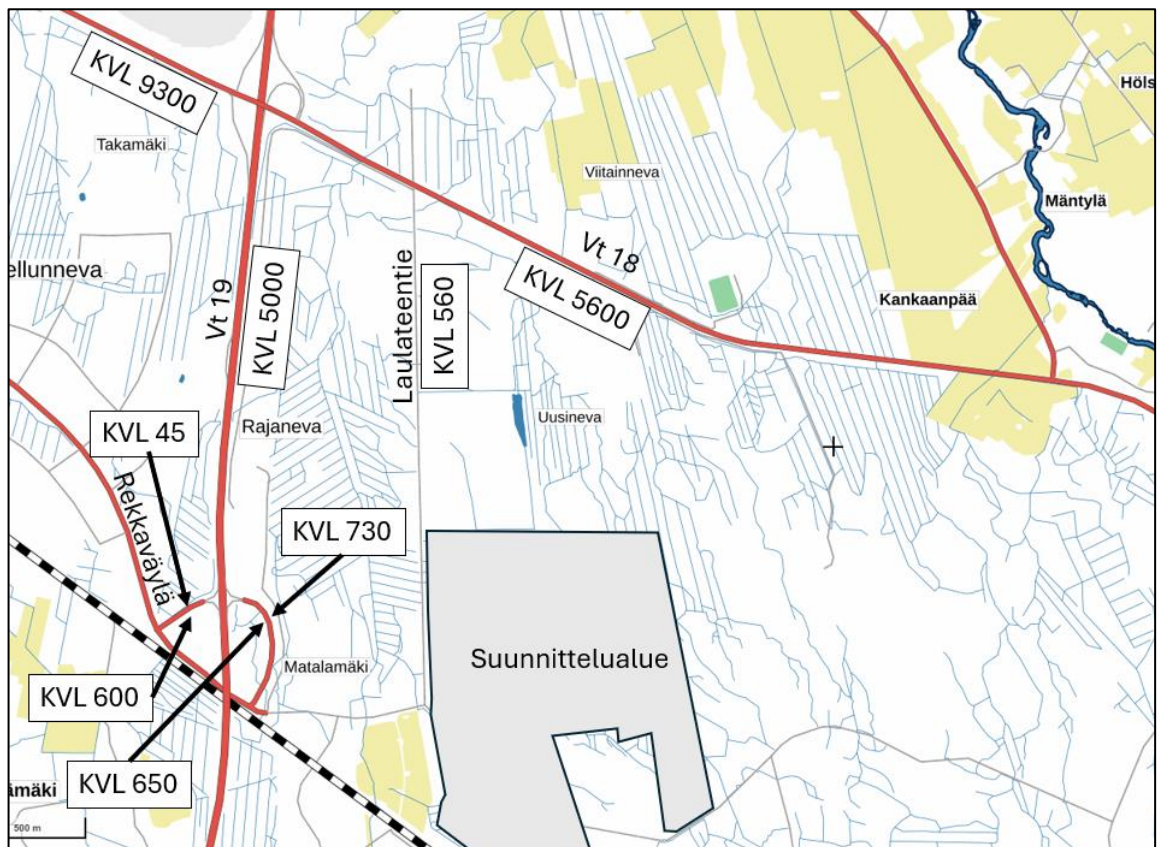 KVL 9300
Höls
Takamäki
Viitainneva
Mäntylä
Vt 18
ellunneva
Vt 19
KVL 5000
Laulateentie
KVL 560
KVL 5600
Kankaanpää
KVL 45
Rajaneva
Uusineva
Rekkaväylä
KVL 730
Suunnittelualue
Matalamäki
KVL 600
KVL 650
ämäki
500 m